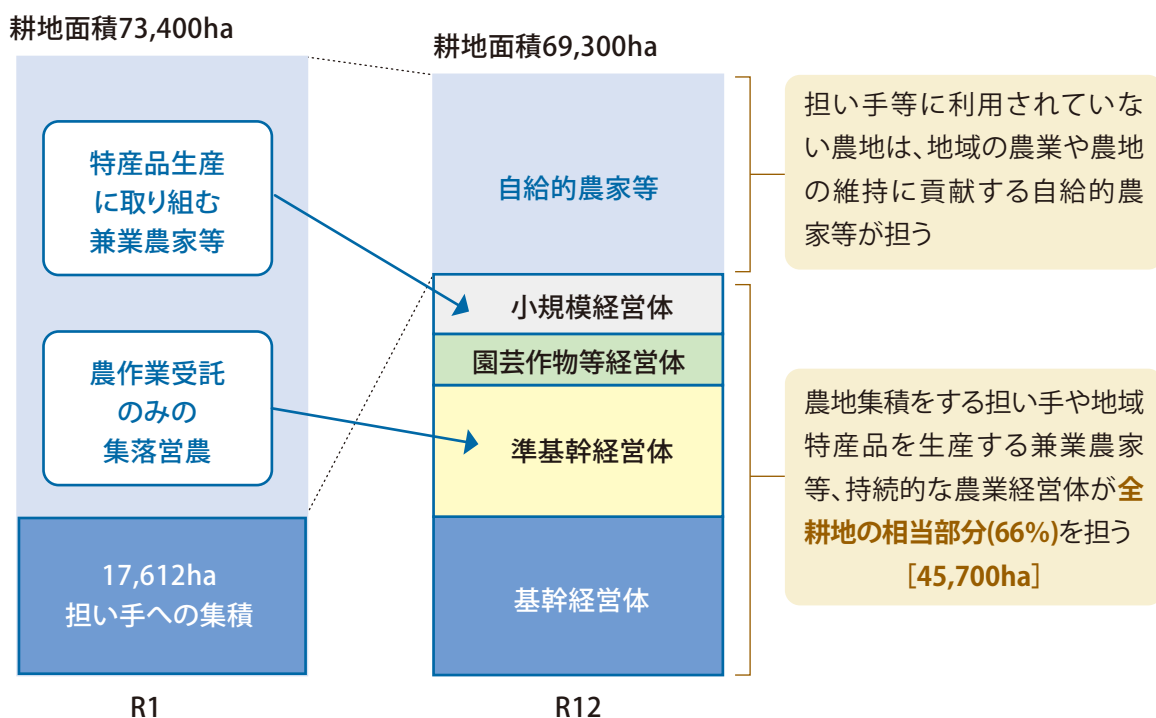 耕地面積73,400ha
特産品生産
に取り組む
兼業農家等
農作業受託
のみの
集落営農
17,612ha
担い手への集積
R1
耕地面積69,300ha
自給的農家等
小規模経営体
園芸作物等経営体
準基幹経営体
基幹経営体
R12
担い手等に利用されていな
い農地は、地域の農業や農地
の維持に貢献する自給的農
家等が担う
農地集積をする担い手や地域
特産品を生産する兼業農家
等、持続的な農業経営体が全
耕地の相当部分(66%)を担う
［45,700ha］